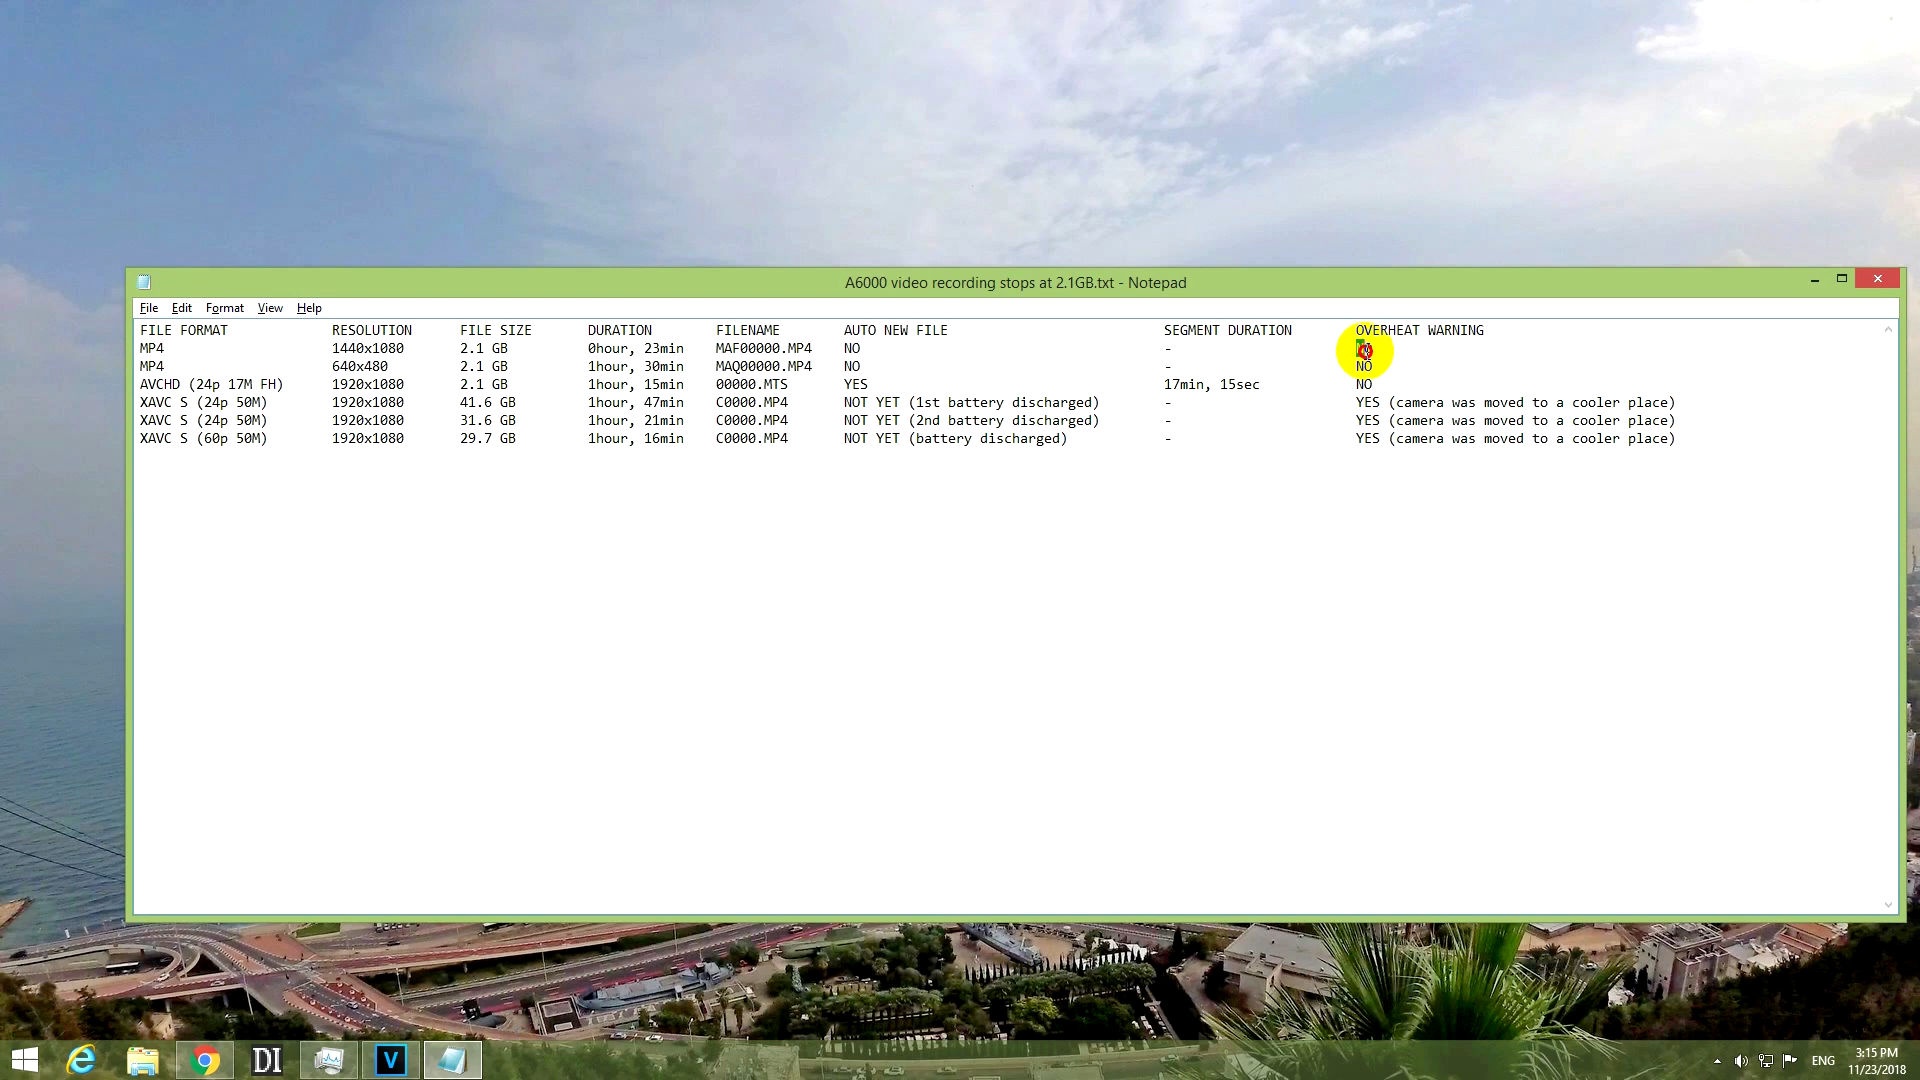 A6000 video recording stops at 2.1GB.txt - Notepad
File Edit Format View Help
FILE FORMAT RESOLUTION FILE SIZE DURATION FILENAME AUTO NEW FILE SEGMENT DURATION OVERHEAT WARNING
MP4 1440x1080 2.1 GB 0hour, 23min MAF00000.MP4 NO -
MP4 640x480 2.1 GB 1hour, 30min MAQ00000.MP4 NO - NO
AVCHD (24p 17M FH) 1920x1080 2.1 GB 1hour, 15min 00000.MTS YES 17min, 15sec NO
XAVC S (24p 50M) 1920x1080 41.6 GB 1hour, 47min C0000.MP4 NOT YET (1st battery discharged) - YES (camera was moved to a cooler place)
XAVC S (24p 50M) 1920x1080 31.6 GB 1hour, 21min C0000.MP4 NOT YET (2nd battery discharged) - YES (camera was moved to a cooler place)
XAVC S (60p 50M) 1920x1080 29.7 GB 1hour, 16min C0000.MP4 NOT YET (battery discharged) - YES (camera was moved to a cooler place)
DI V ENG 3:15 PM
11/23/2018